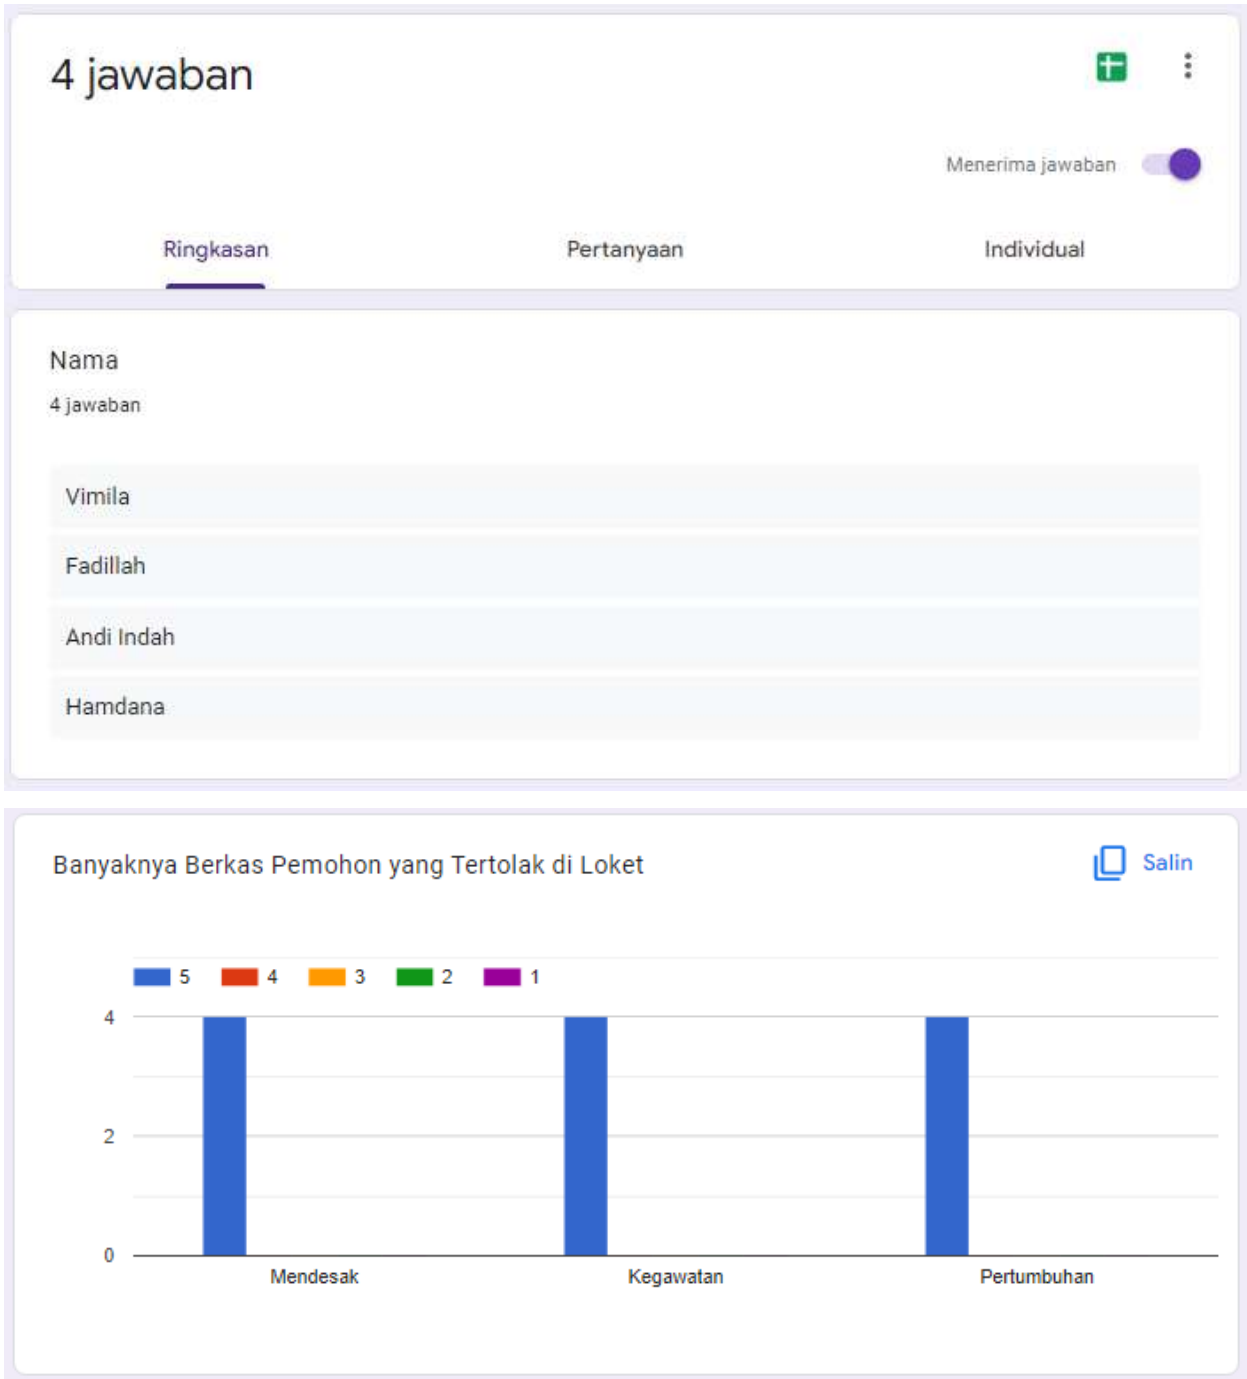 4 jawaban
Menerima jawaban
Ringkasan Pertanyaan Individual
Nama
4 jawaban
Vimila
Fadillah
Andi Indah
Hamdana
Banyaknya Berkas Pemohon yang Tertolak di Loket
Salin
5 4 3 2 1
4
2
0
Mendesak Kegawatan Pertumbuhan